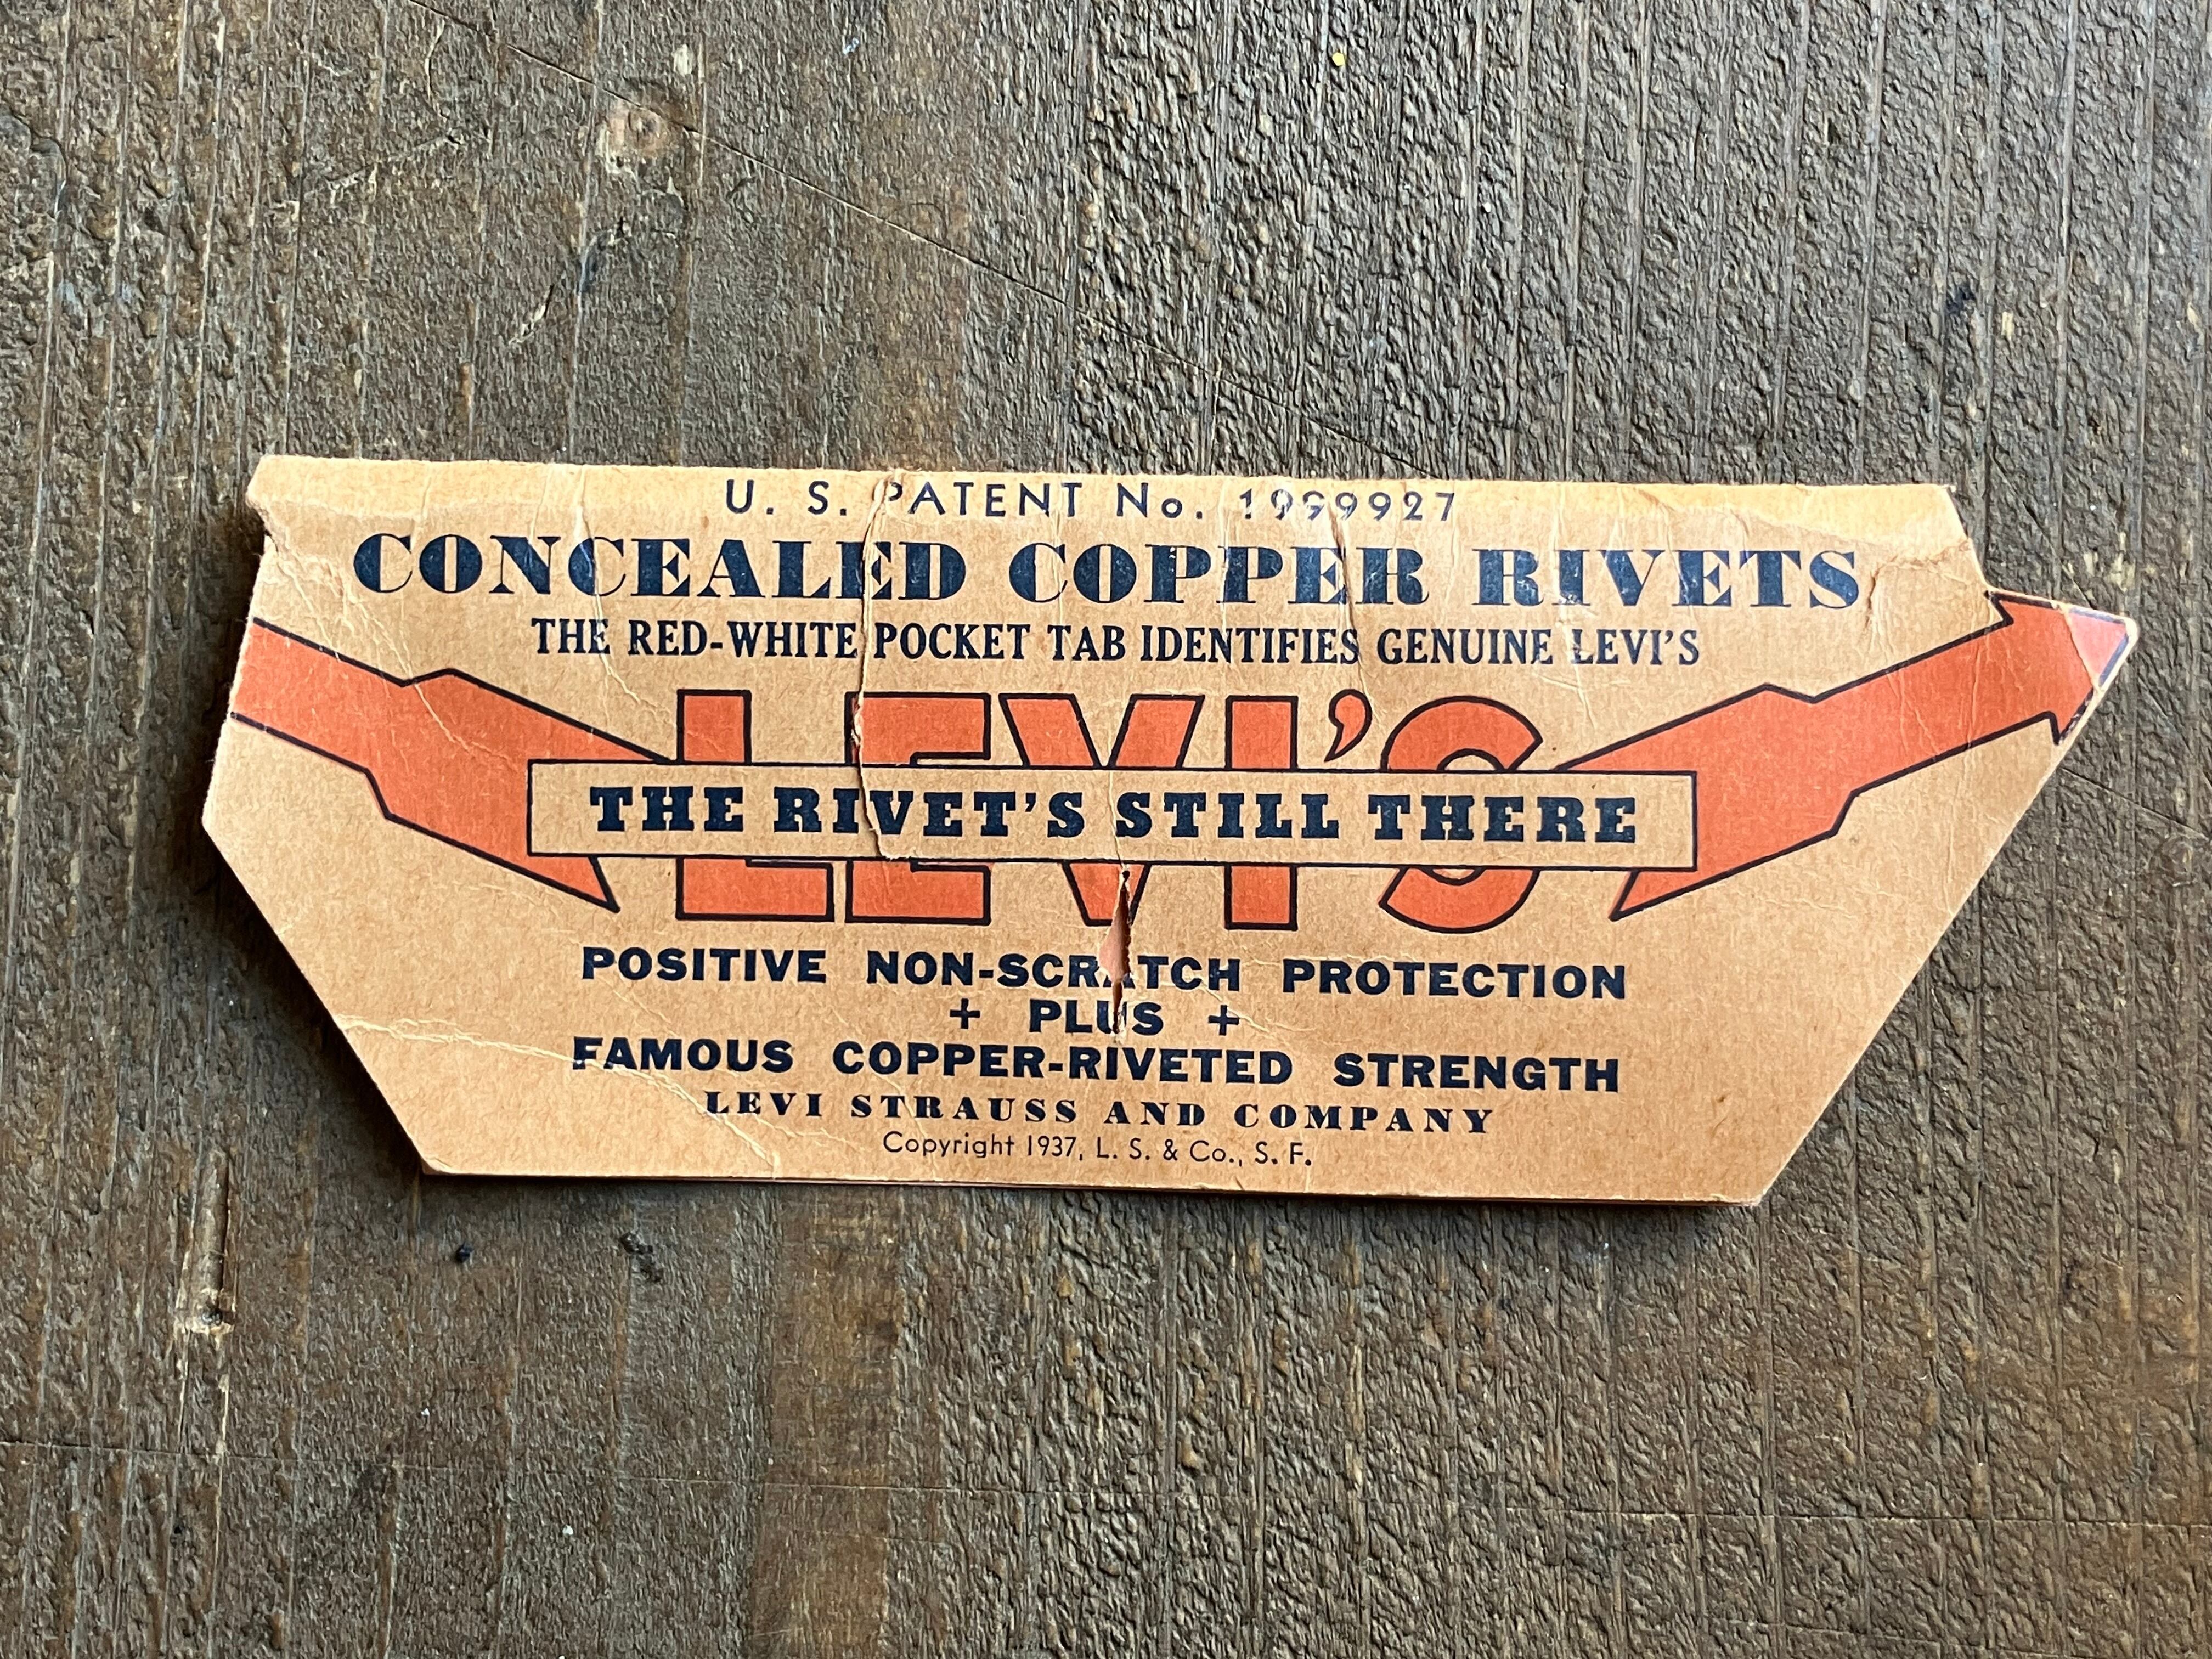 U. S. PATENT No. 1999927
CONCEALED COPPER RIVETS
THE RED-WHITE POCKET TAB IDENTIFIES GENUINE LEVI'S
LEVI'S
THE RIVET'S STILL THERE
POSITIVE NON-SCRATCH PROTECTION
+ PLUS +
FAMOUS COPPER-RIVETED STRENGTH
LEVI STRAUSS AND COMPANY
Copyright 1937, L. S. & Co., S. F.